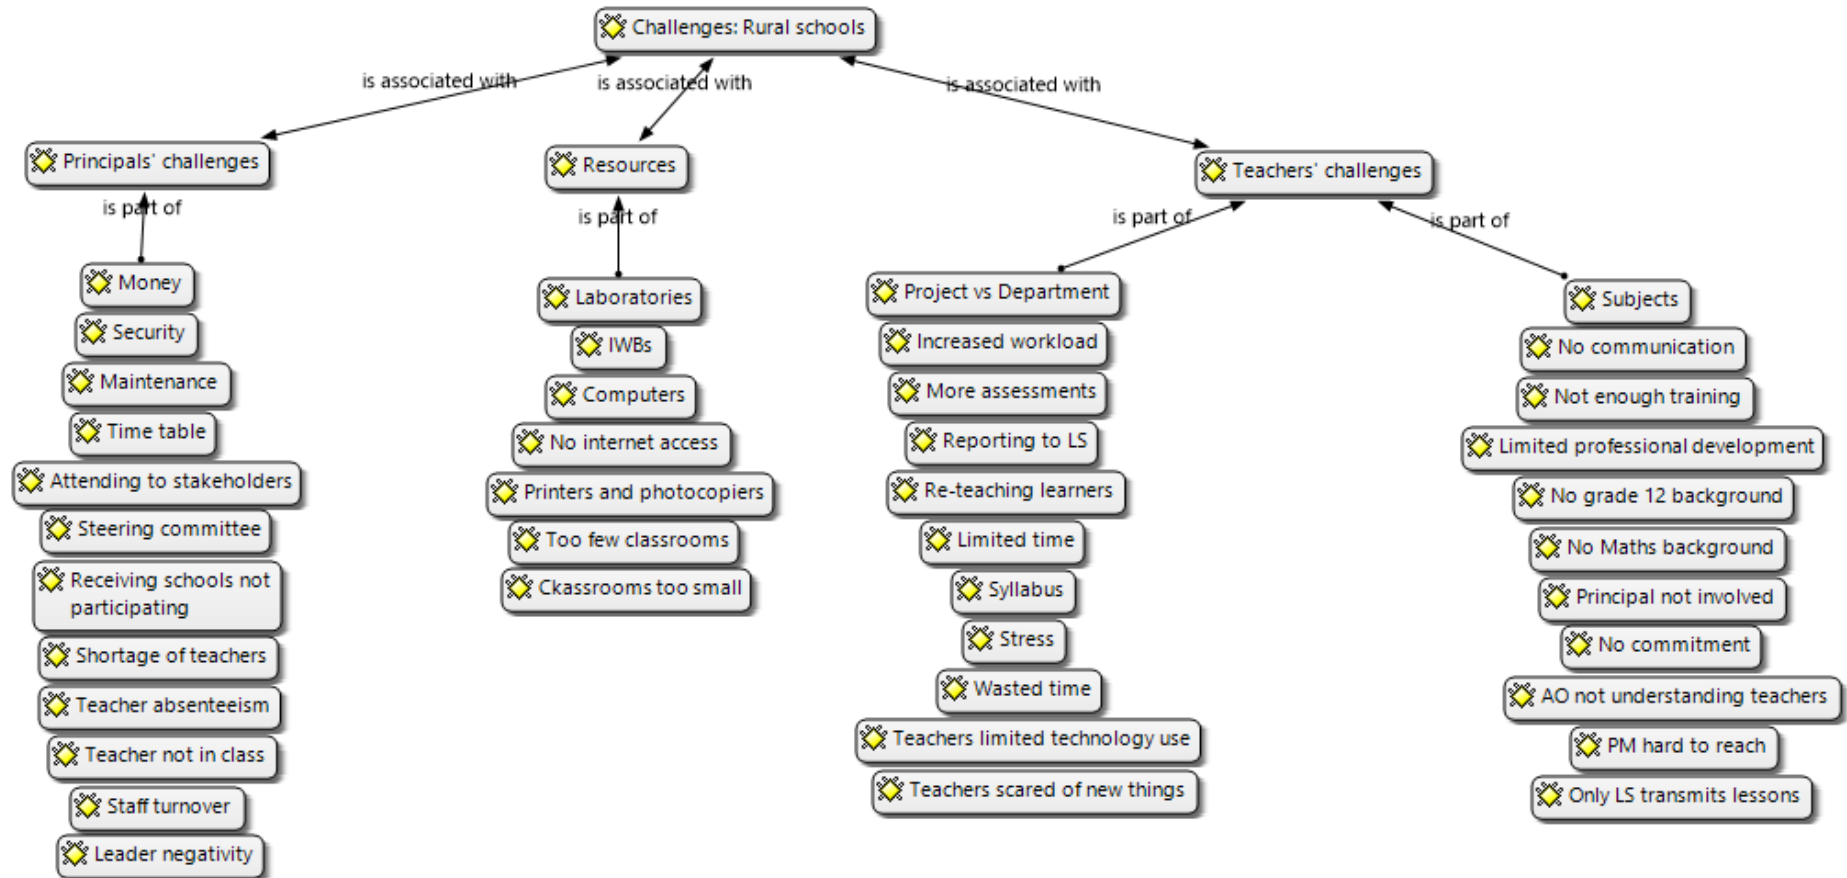 Challenges: Rural schools
is associated with
is associated with
is associated with
Principals' challenges
Resources
Teachers' challenges
is part of
is part of
is part of
is part of
Money
Security
Maintenance
Time table
Attending to stakeholders
Steering committee
Receiving schools not
participating
Shortage of teachers
Teacher absenteeism
Teacher not in class
Staff turnover
Leader negativity
Laboratories
IWBs
Computers
No internet access
Printers and photocopiers
Too few classrooms
Ckassrooms too small
Project vs Department
Increased workload
More assessments
Reporting to LS
Re-teaching learners
Limited time
Syllabus
Stress
Wasted time
Teachers limited technology use
Teachers scared of new things
Subjects
No communication
Not enough training
Limited professional development
No grade 12 background
No Maths background
Principal not involved
No commitment
AO not understanding teachers
PM hard to reach
Only LS transmits lessons